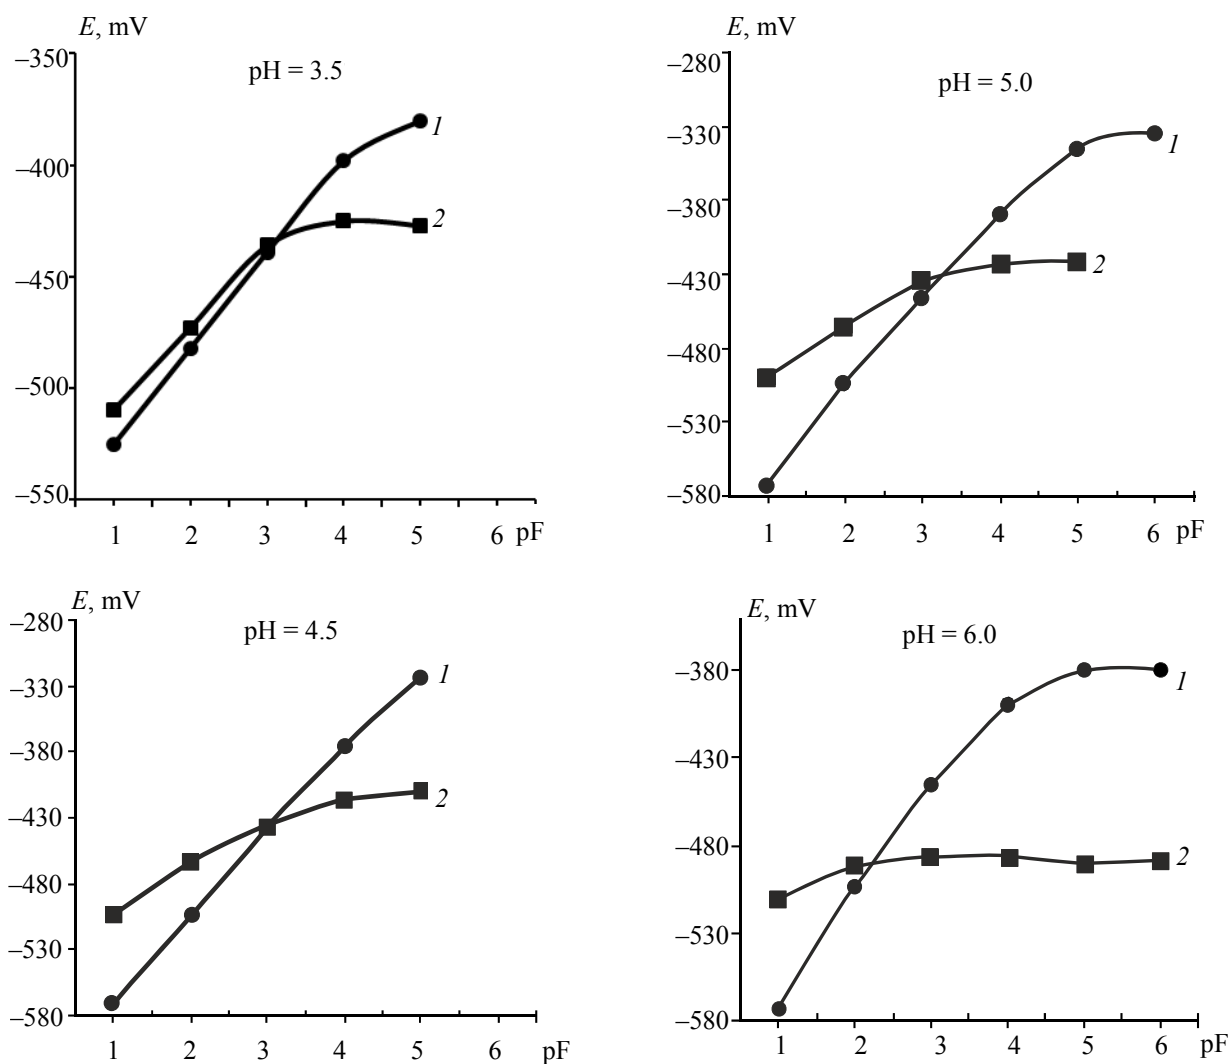 E, mV
pH = 3.5
–350
–400
–450
–500
–550
1
2
1 2 3 4 5 6 pF
E, mV
pH = 5.0
–280
–330
–380
–430
–480
–530
–580
1
2
1 2 3 4 5 6 pF
E, mV
pH = 4.5
–280
–330
–380
–430
–480
–530
–580
1
2
1 2 3 4 5 6 pF
E, mV
pH = 6.0
–380
–430
–480
–530
–580
1
2
1 2 3 4 5 6 pF